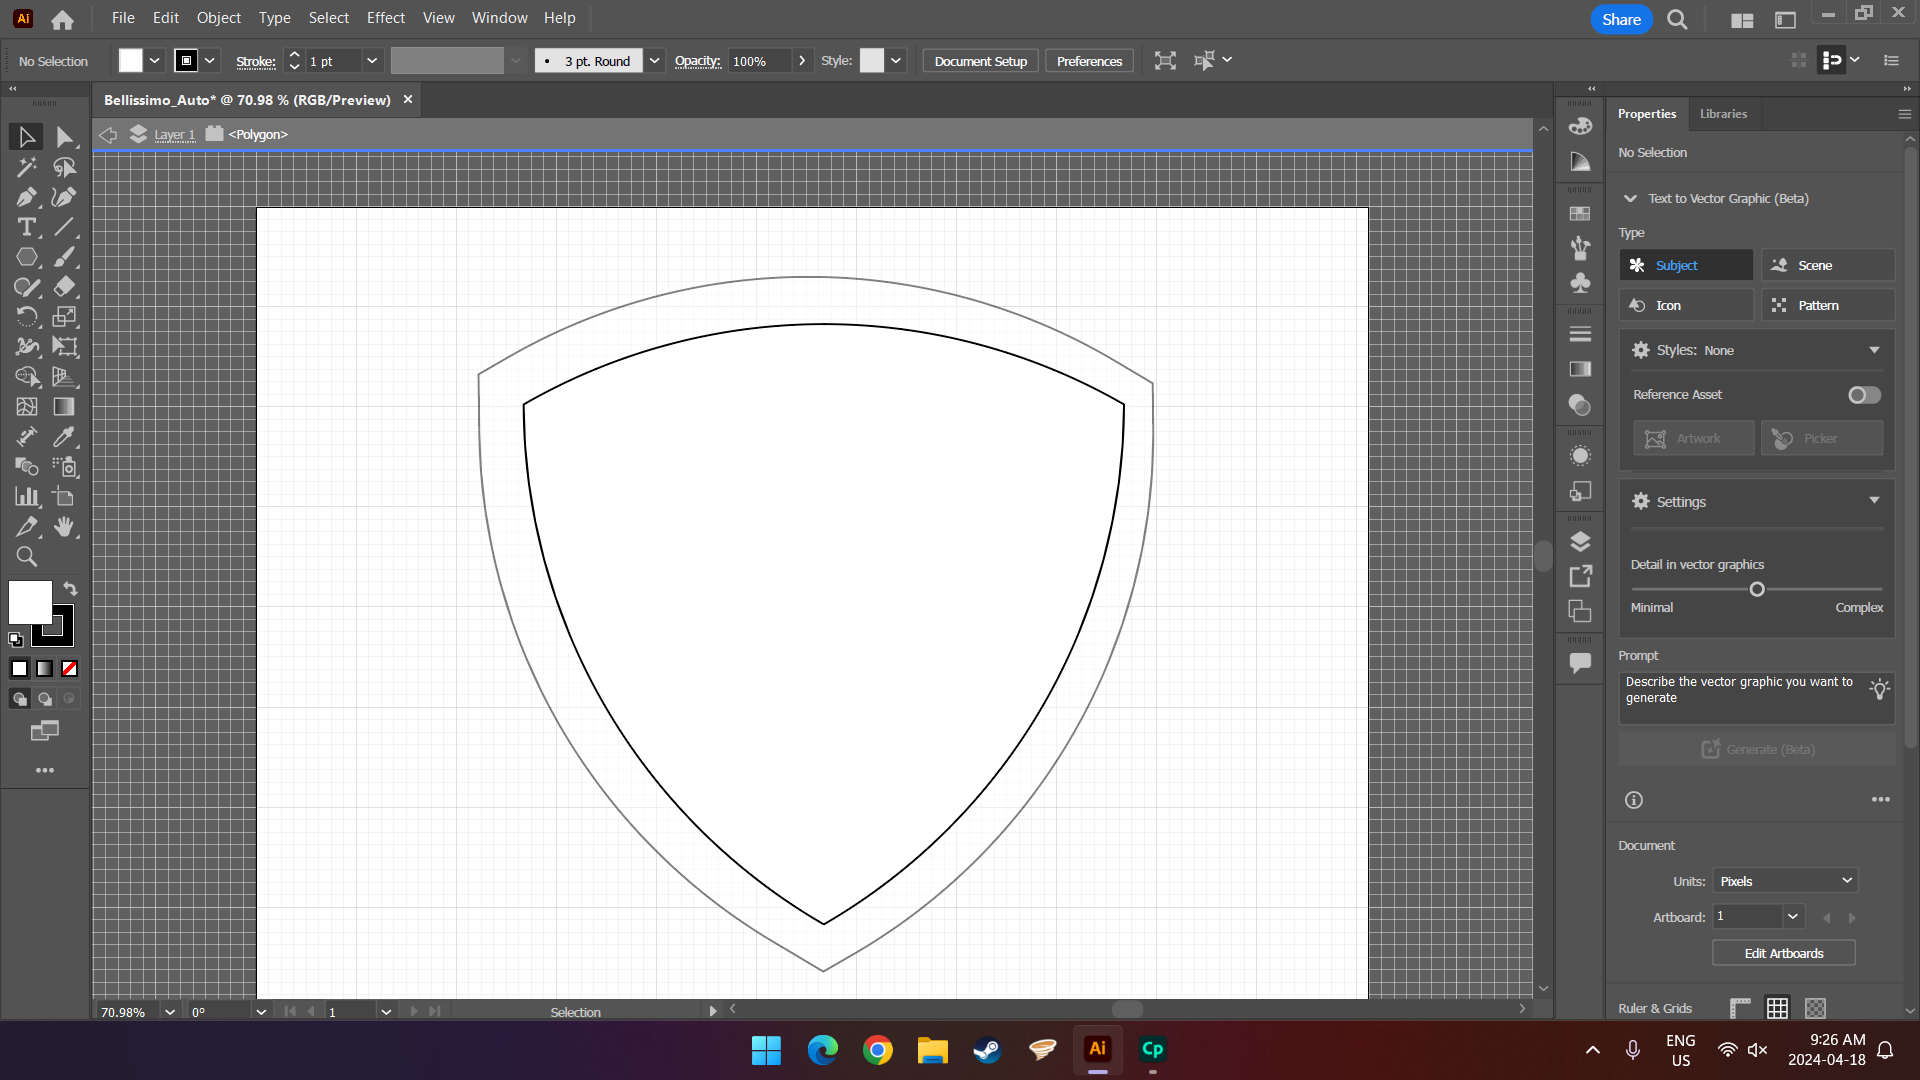 Ai File Edit Object Type Select Effect View Window Help Share
No Selection Stroke: 1 pt 3 pt. Round Opacity: 100% Style: Document Setup Preferences
Bellissimo_Auto* @ 70.98 % (RGB/Preview) ×
Layer 1 <Polygon>
Properties Libraries
No Selection
Text to Vector Graphic (Beta)
Type
Subject Scene
Icon Pattern
Styles: None
Reference Asset
Artwork Picker
Settings
Detail in vector graphics
Minimal Complex
Prompt
Describe the vector graphic you want to
generate
Generate (Beta)
Document
Units: Pixels
Artboard: 1
Edit Artboards
Ruler & Grids
70.98% 0° 1 Selection
Ai Cp
ENG
US
9:26 AM
2024-04-18